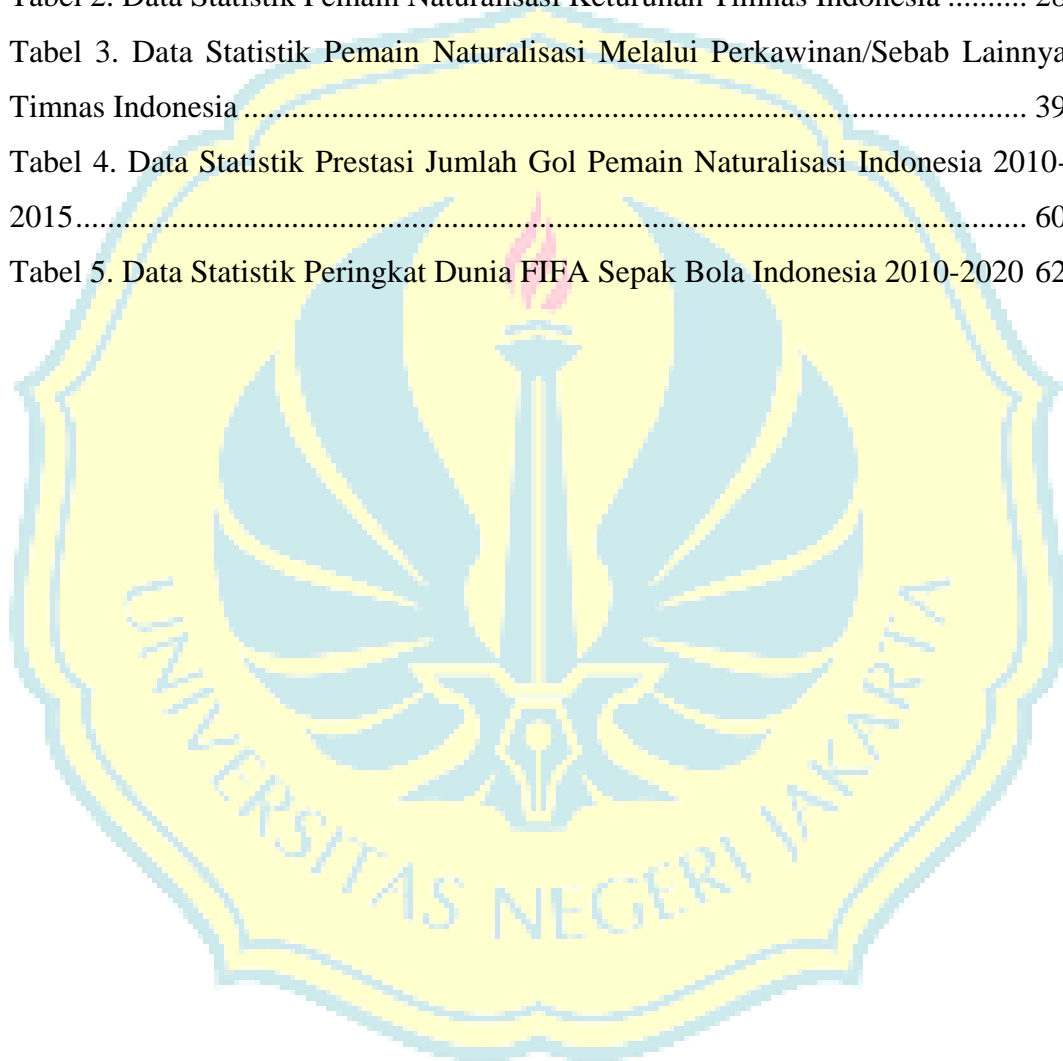 Tabel 2. Data Statistik Pemain Naturalisasi Keturunan Timnas Indonesia .......... 28
Tabel 3. Data Statistik Pemain Naturalisasi Melalui Perkawinan/Sebab Lainnya
Timnas Indonesia .................................................................................................. 39
Tabel 4. Data Statistik Prestasi Jumlah Gol Pemain Naturalisasi Indonesia 2010-
2015....................................................................................................................... 60
Tabel 5. Data Statistik Peringkat Dunia FIFA Sepak Bola Indonesia 2010-2020 62
UNIVERSITAS NEGERI JAKARTA